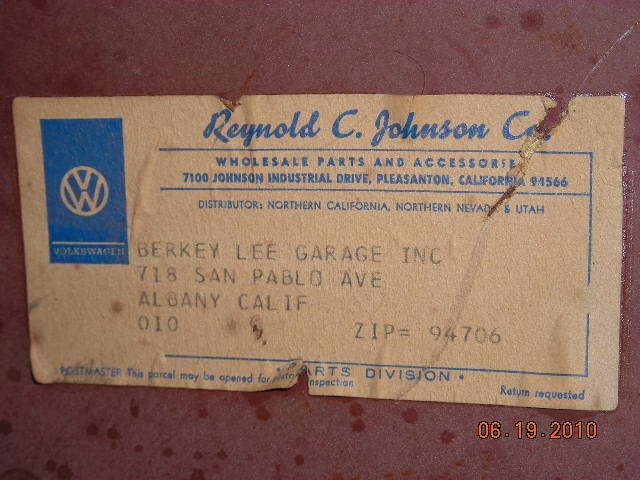 Reynold C. Johnson Co.
WHOLESALE PARTS AND ACCESSORIES
7100 JOHNSON INDUSTRIAL DRIVE, PLEASANTON, CALIFORNIA 94566
DISTRIBUTOR: NORTHERN CALIFORNIA, NORTHERN NEVADA & UTAH
VOLKSWAGEN
BERKEY LEE GARAGE INC
718 SAN PABLO AVE
ALBANY CALIF
010 ZIP= 94706
• PARTS DIVISION •
POSTMASTER This parcel may be opened for postal inspection
Return requested
06.19.2010